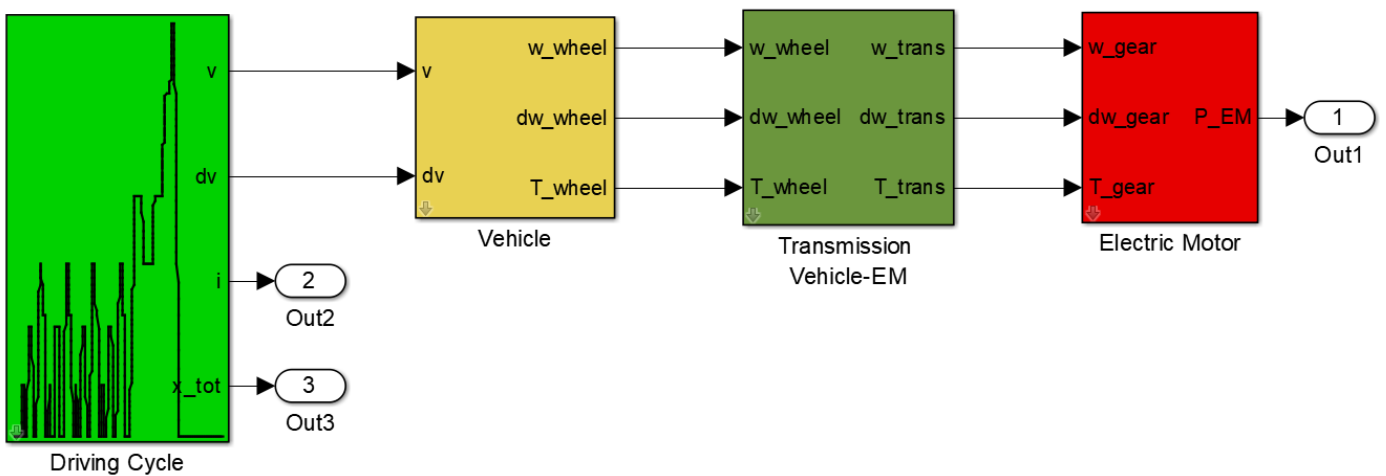 v
dv
i
x_tot
Driving Cycle
2
Out2
3
Out3
v
dv
w_wheel
dw_wheel
T_wheel
Vehicle
w_wheel
dw_wheel
T_wheel
w_trans
dw_trans
T_trans
Transmission
Vehicle-EM
w_gear
dw_gear
T_gear
P_EM
Electric Motor
1
Out1